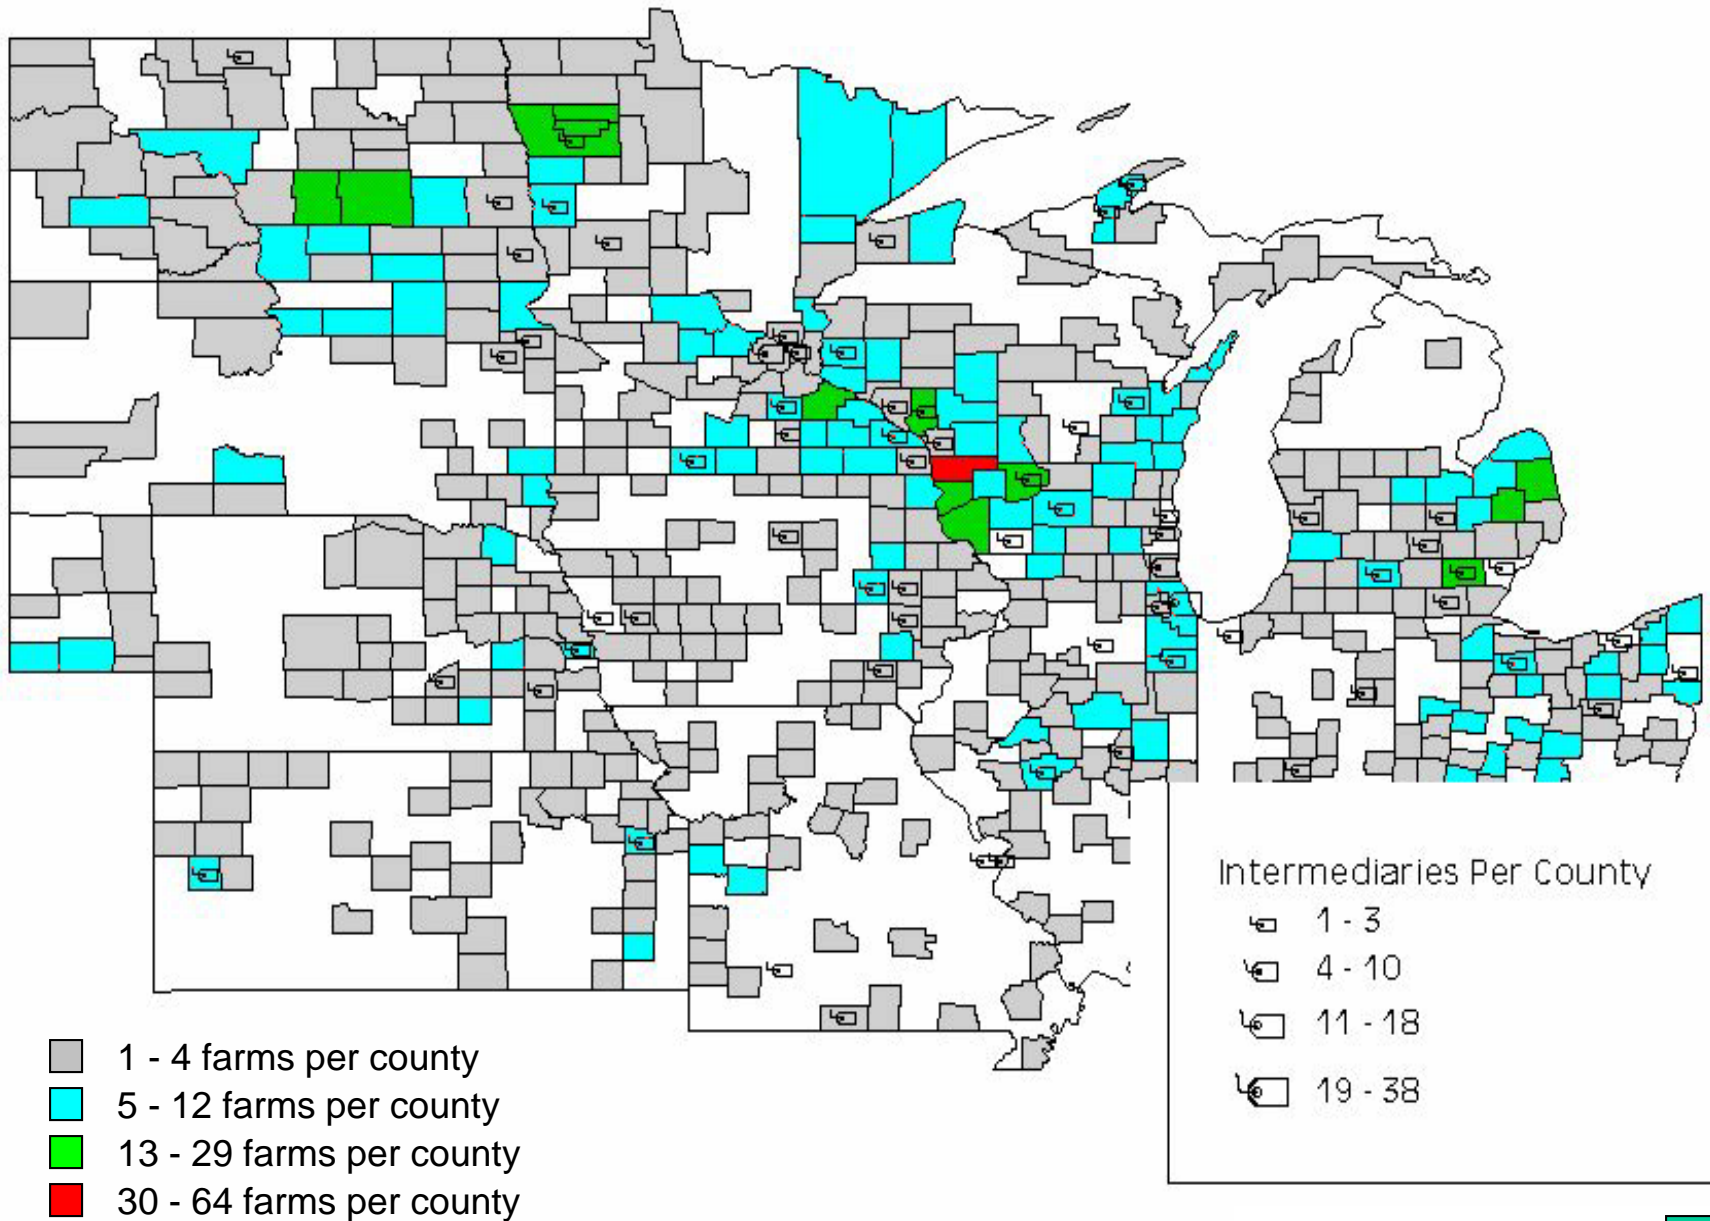 Intermediaries Per County
1 - 3
4 - 10
11 - 18
19 - 38
1 - 4 farms per county
5 - 12 farms per county
13 - 29 farms per county
30 - 64 farms per county